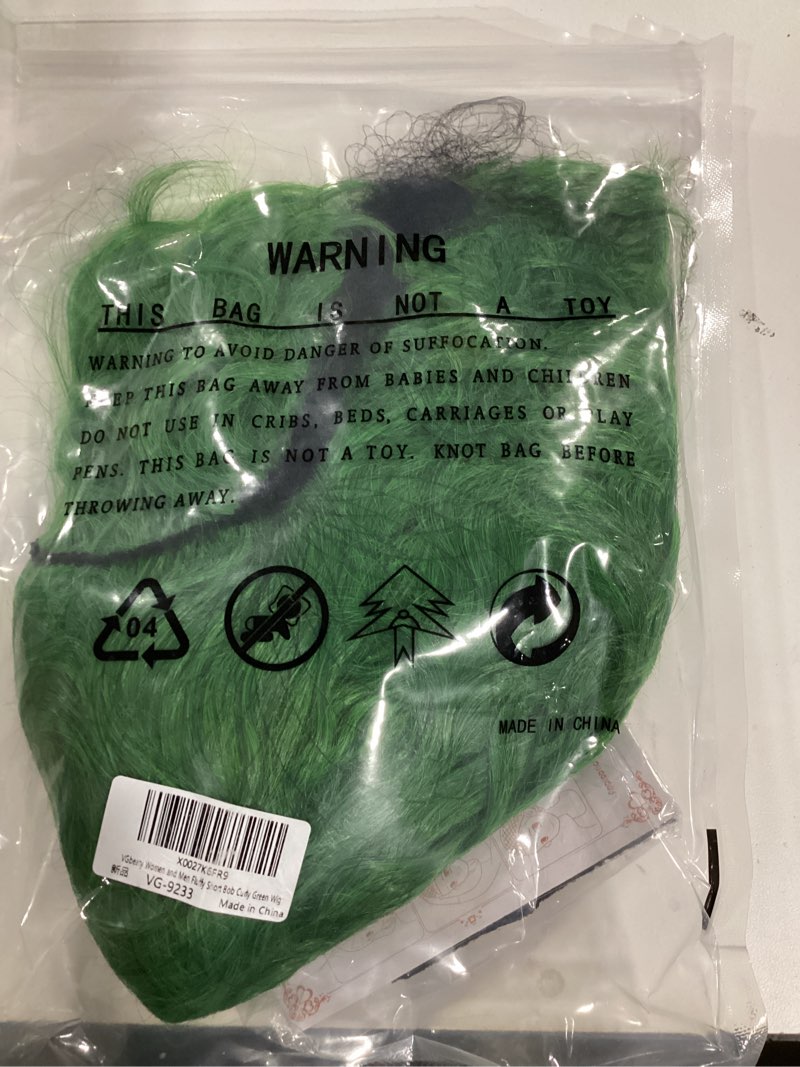 WARNING
THIS BAG IS NOT A TOY
WARNING TO AVOID DANGER OF SUFFOCATION.
KEEP THIS BAG AWAY FROM BABIES AND CHILDREN
DO NOT USE IN CRIBS, BEDS, CARRIAGES OR PLAY
PENS. THIS BAG IS NOT A TOY. KNOT BAG BEFORE
THROWING AWAY.
04
MADE IN CHINA
X0027K6FR9
VGbeiny Women and Men Fluffy Short Bob Curly Green Wig
新品
VG-9233
Made in China